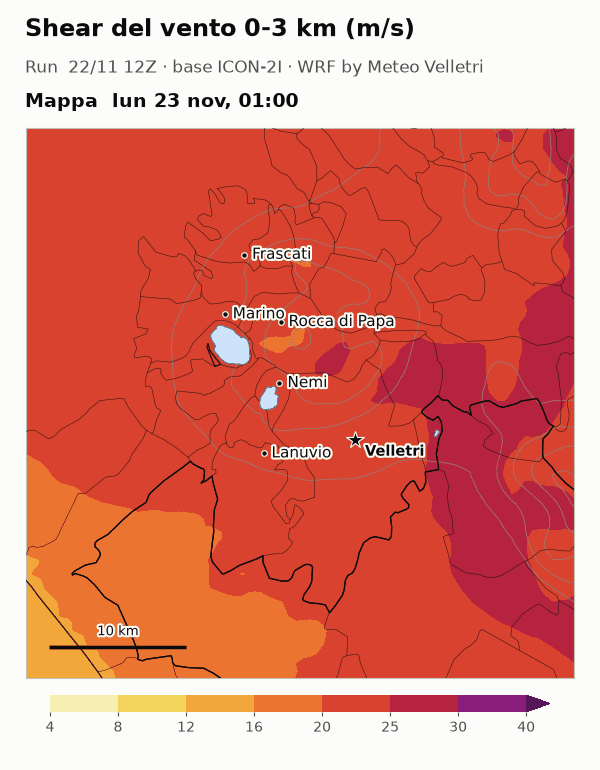 Shear del vento 0-3 km (m/s)
Run  22/11 12Z · base ICON-2I · WRF by Meteo Velletri
Mappa  lun 23 nov, 01:00
Frascati
Marino
Rocca di Papa
Nemi
Velletri
Lanuvio
10 km
4 8 12 16 20 25 30 40